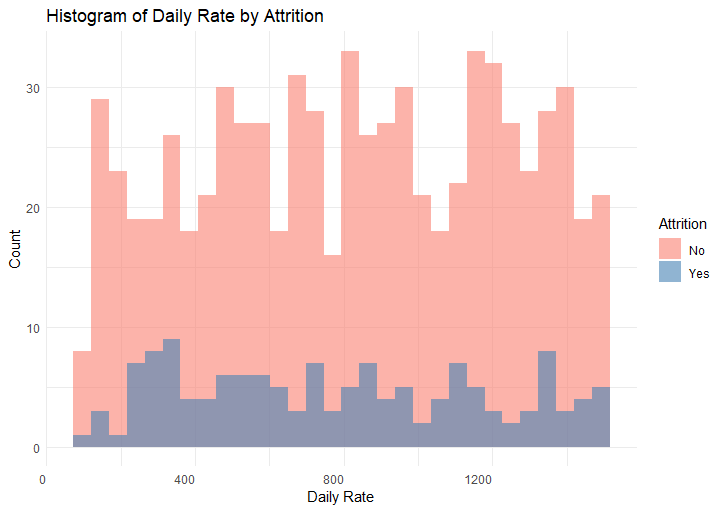 Histogram of Daily Rate by Attrition
30
20
10
0
Count
0
400
800
1200
Daily Rate
Attrition
No
Yes